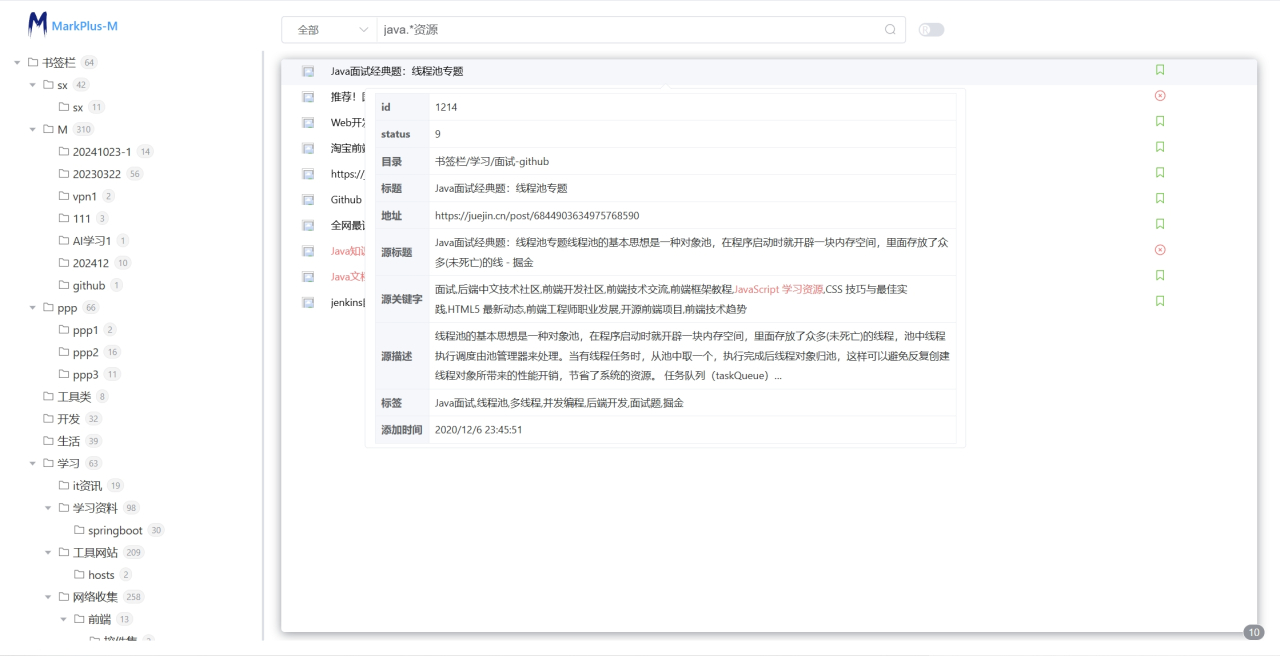 MarkPlus-M
全部
java.*资源
R
书签栏 64
sx 42
sx 11
M 310
20241023-1 14
20230322 56
vpn1 2
111 3
AI学习1 1
202412 10
github 1
ppp 66
ppp1 2
ppp2 16
ppp3 11
工具类 8
开发 32
生活 39
学习 63
it资讯 19
学习资料 98
springboot 30
工具网站 209
hosts 2
网络收集 258
前端 13
Java面试经典题：线程池专题
推荐！
Web开发
淘宝前端
https://
Github
全网最
Java知识
Java文档
jenkins
id 1214
status 9
目录 书签栏/学习/面试-github
标题 Java面试经典题：线程池专题
地址 https://juejin.cn/post/6844903634975768590
源标题 Java面试经典题：线程池专题线程池的基本思想是一种对象池，在程序启动时就开辟一块内存空间，里面存放了众
多(未死亡)的线 - 掘金
源关键字 面试,后端中文技术社区,前端开发社区,前端技术交流,前端框架教程,JavaScript 学习资源,CSS 技巧与最佳实
践,HTML5 最新动态,前端工程师职业发展,开源前端项目,前端技术趋势
源描述 线程池的基本思想是一种对象池，在程序启动时就开辟一块内存空间，里面存放了众多(未死亡)的线程，池中线程
执行调度由池管理器来处理。当有线程任务时，从池中取一个，执行完成后线程对象归池，这样可以避免反复创建
线程对象所带来的性能开销，节省了系统的资源。 任务队列（taskQueue）...
标签 Java面试,线程池,多线程,并发编程,后端开发,面试题,掘金
添加时间 2020/12/6 23:45:51
10